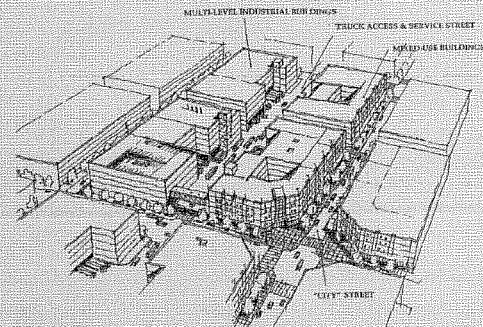 MULTI-LEVEL INDUSTRIAL BUILDINGS
TRUCK ACCESS & SERVICE STREET
MIXED-USE BUILDINGS
"CITY" STREET